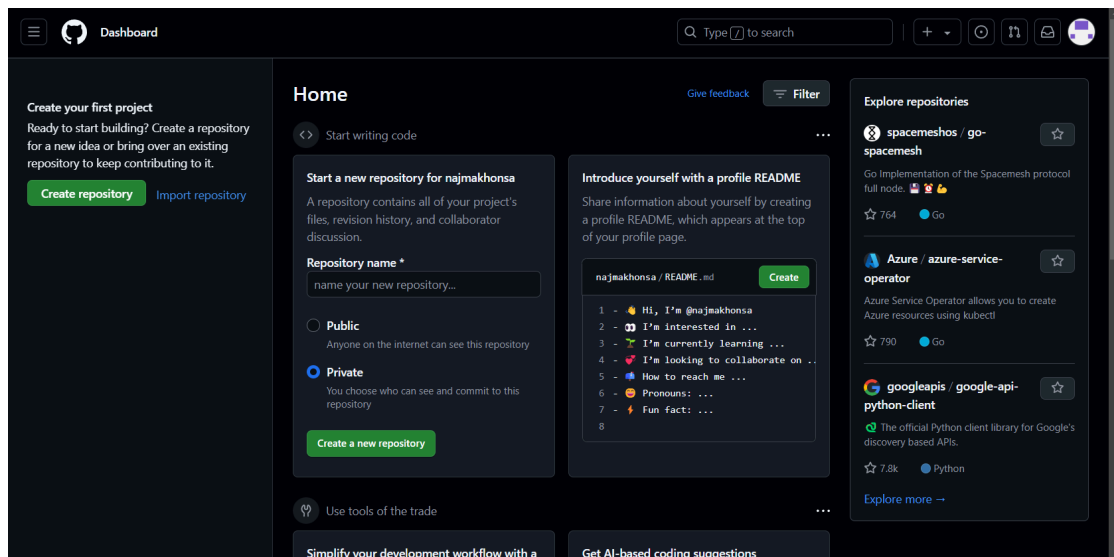 Dashboard
Type / to search
Create your first project
Ready to start building? Create a repository
for a new idea or bring over an existing
repository to keep contributing to it.
Create repository
Import repository
Home
Give feedback
Filter
Start writing code
Start a new repository for najmakhonsa
A repository contains all of your project's
files, revision history, and collaborator
discussion.
Repository name *
name your new repository...
Public
Anyone on the internet can see this repository
Private
You choose who can see and commit to this
repository
Create a new repository
Introduce yourself with a profile README
Share information about yourself by creating
a profile README, which appears at the top
of your profile page.
najmakhonsa/README.md
Create
1 - 👋 Hi, I'm @najmakhonsa
2 - 👀 I'm interested in ...
3 - 🌱 I'm currently learning ...
4 - 💞️ I'm looking to collaborate on ..
5 - 📫 How to reach me ...
6 - 😄 Pronouns: ...
7 - ⚡ Fun fact: ...
8
Use tools of the trade
Simplify your development workflow with a
Get AI-based coding suggestions
Explore repositories
spacemeshos / go-
spacemesh
Go Implementation of the Spacemesh protocol
full node. 💾⏰💪
764 Go
Azure / azure-service-
operator
Azure Service Operator allows you to create
Azure resources using kubectl
790 Go
googleapis / google-api-
python-client
🐍 The official Python client library for Google's
discovery based APIs.
7.8k Python
Explore more →